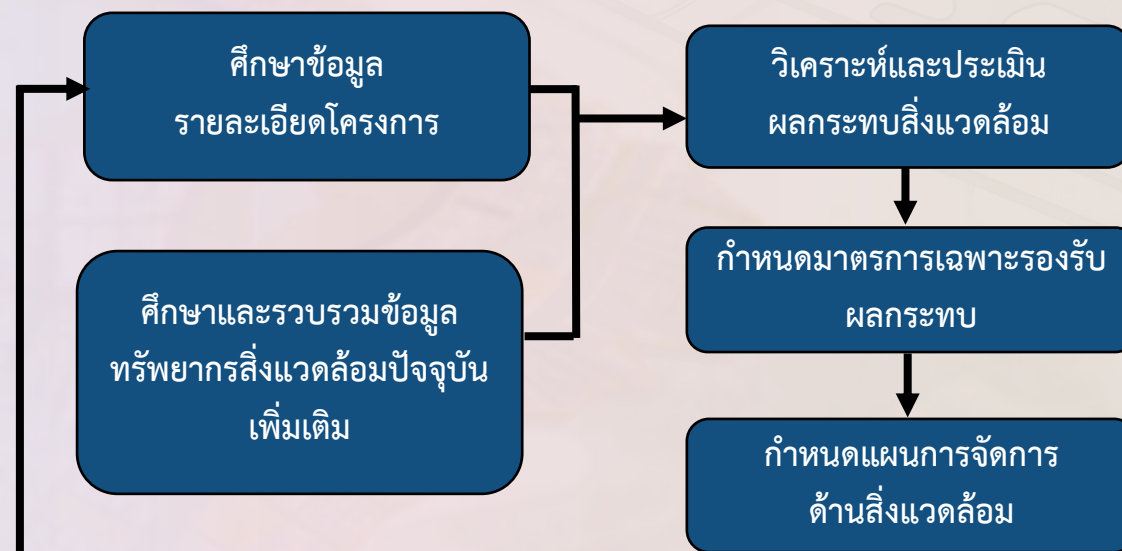 ศึกษาข้อมูล
รายละเอียดโครงการ
ศึกษาและรวบรวมข้อมูล
ทรัพยากรสิ่งแวดล้อมปัจจุบัน
เพิ่มเติม
วิเคราะห์และประเมิน
ผลกระทบสิ่งแวดล้อม
กำหนดมาตรการเฉพาะรองรับ
ผลกระทบ
กำหนดแผนการจัดการ
ด้านสิ่งแวดล้อม